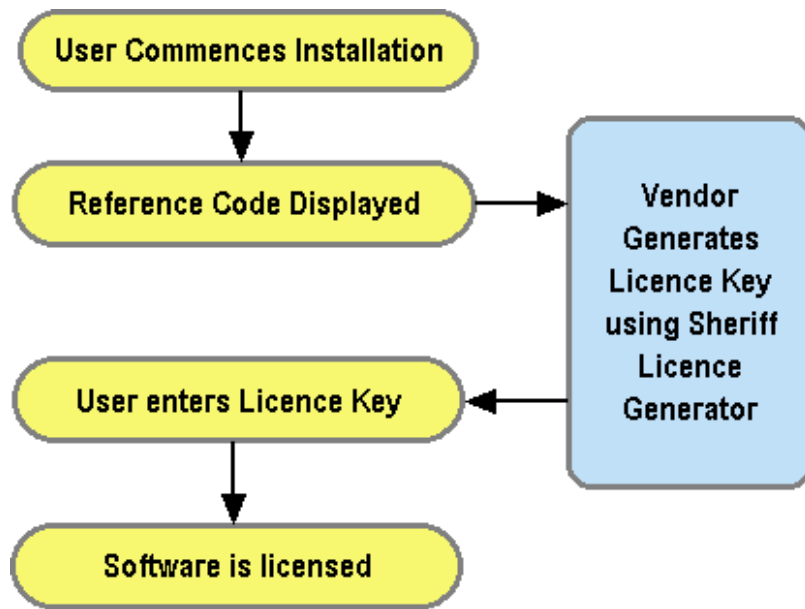 User Commences Installation
Reference Code Displayed
Vendor
Generates
Licence Key
using Sheriff
Licence
Generator
User enters Licence Key
Software is licensed